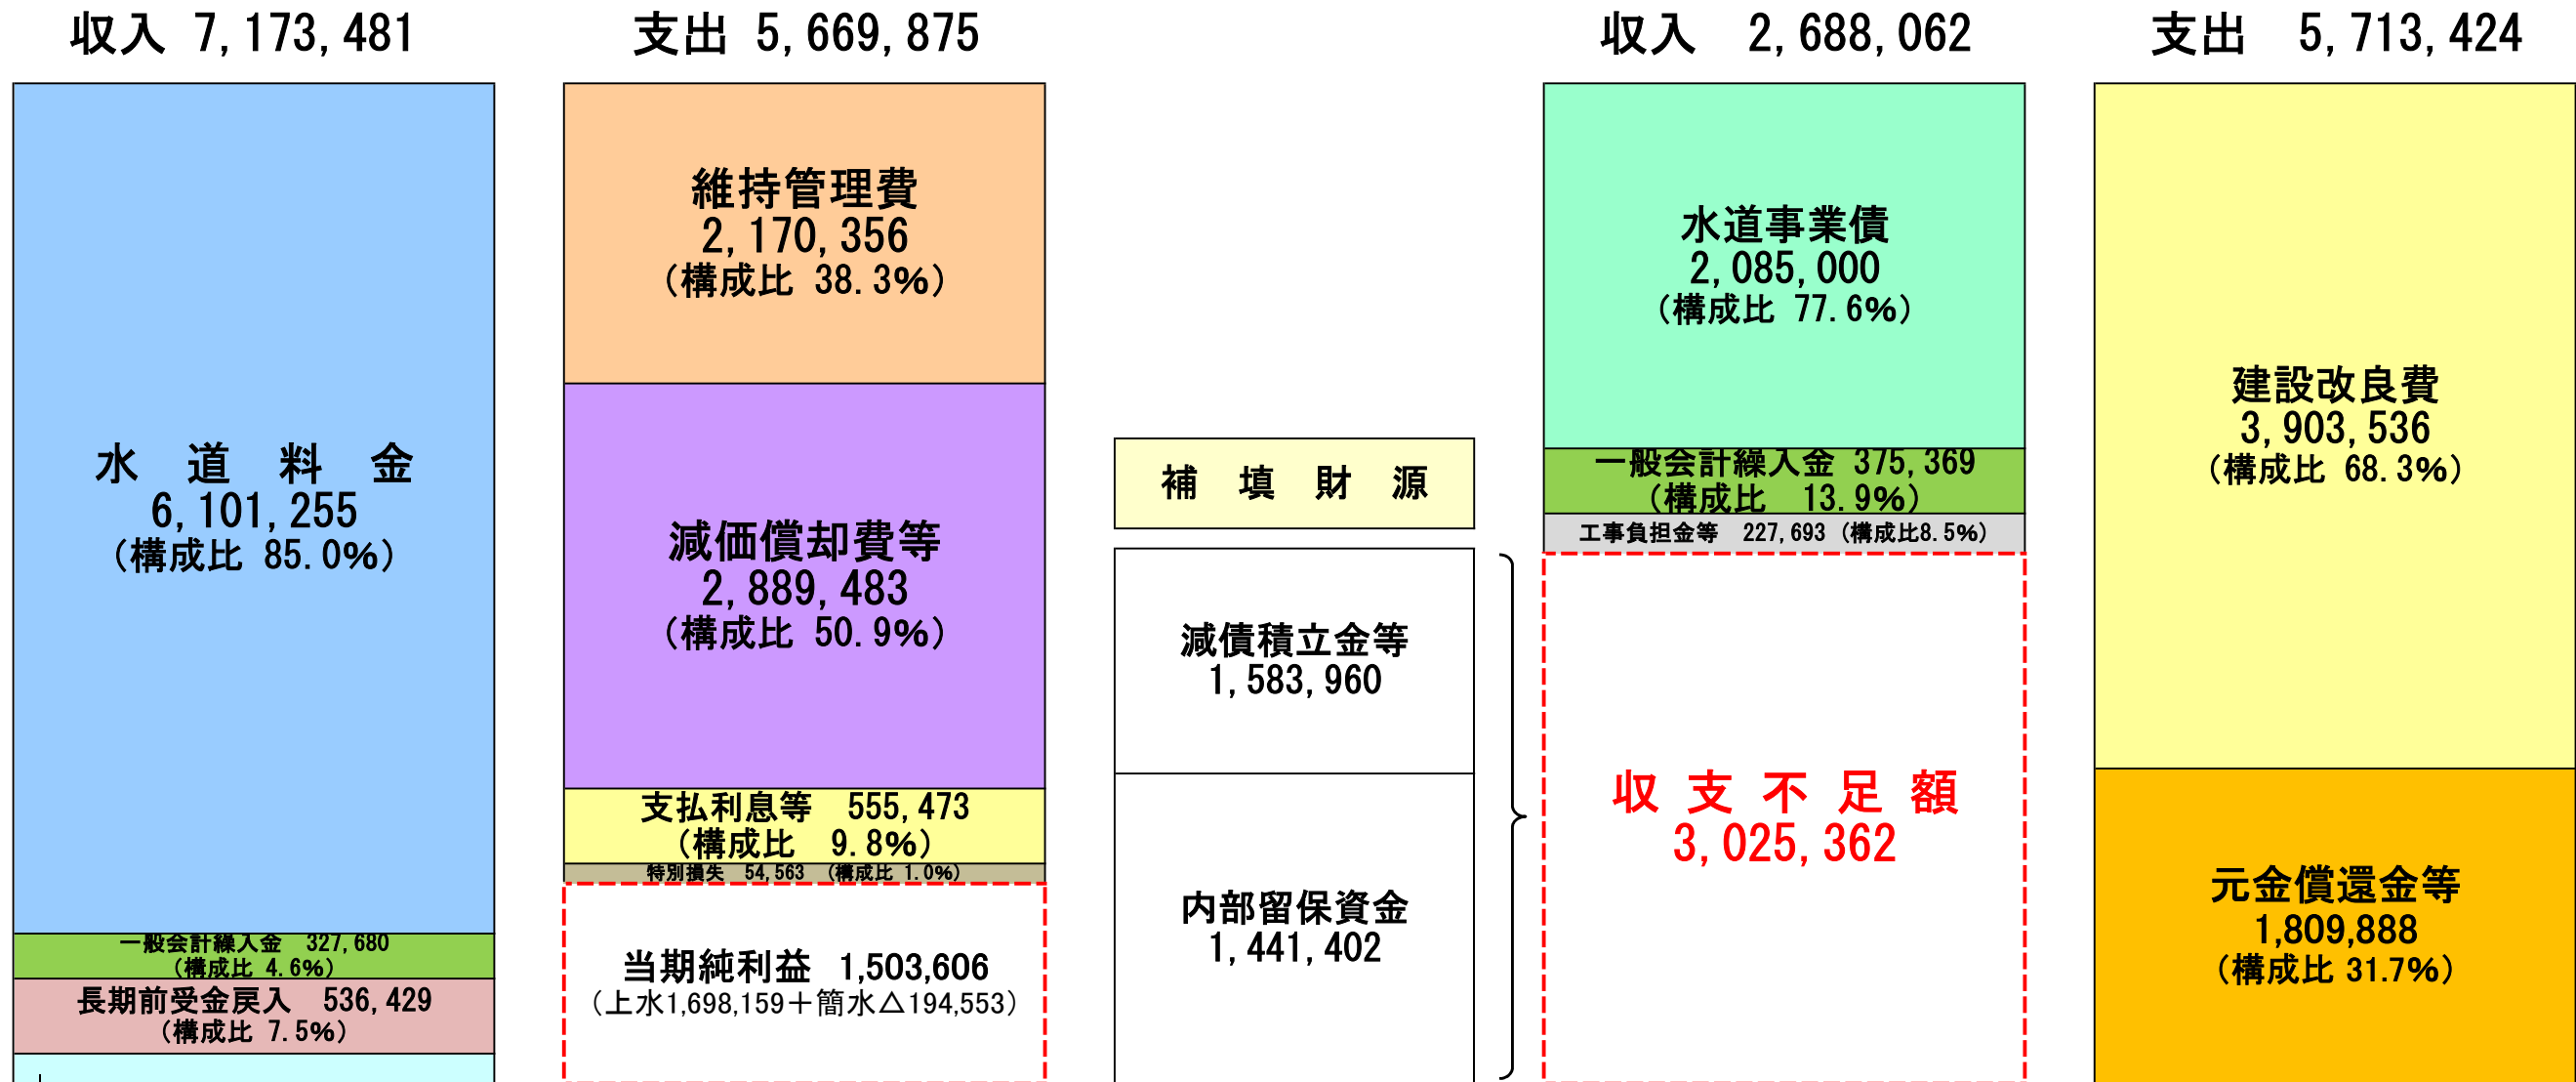 収入 7,173,481
水 道 料 金
6,101,255
(構成比 85.0%)
一般会計繰入金 327,680
(構成比 4.6%)
長期前受金戻入 536,429
(構成比 7.5%)
支出 5,669,875
維持管理費
2,170,356
(構成比 38.3%)
減価償却費等
2,889,483
(構成比 50.9%)
支払利息等 555,473
(構成比 9.8%)
特別損失 54,563 (構成比 1.0%)
当期純利益 1,503,606
(上水1,698,159＋簡水△194,553)
補 填 財 源
減債積立金等
1,583,960
内部留保資金
1,441,402
収入 2,688,062
水道事業債
2,085,000
(構成比 77.6%)
一般会計繰入金 375,369
(構成比 13.9%)
工事負担金等 227,693 (構成比8.5%)
収 支 不 足 額
3,025,362
支出 5,713,424
建設改良費
3,903,536
(構成比 68.3%)
元金償還金等
1,809,888
(構成比 31.7%)